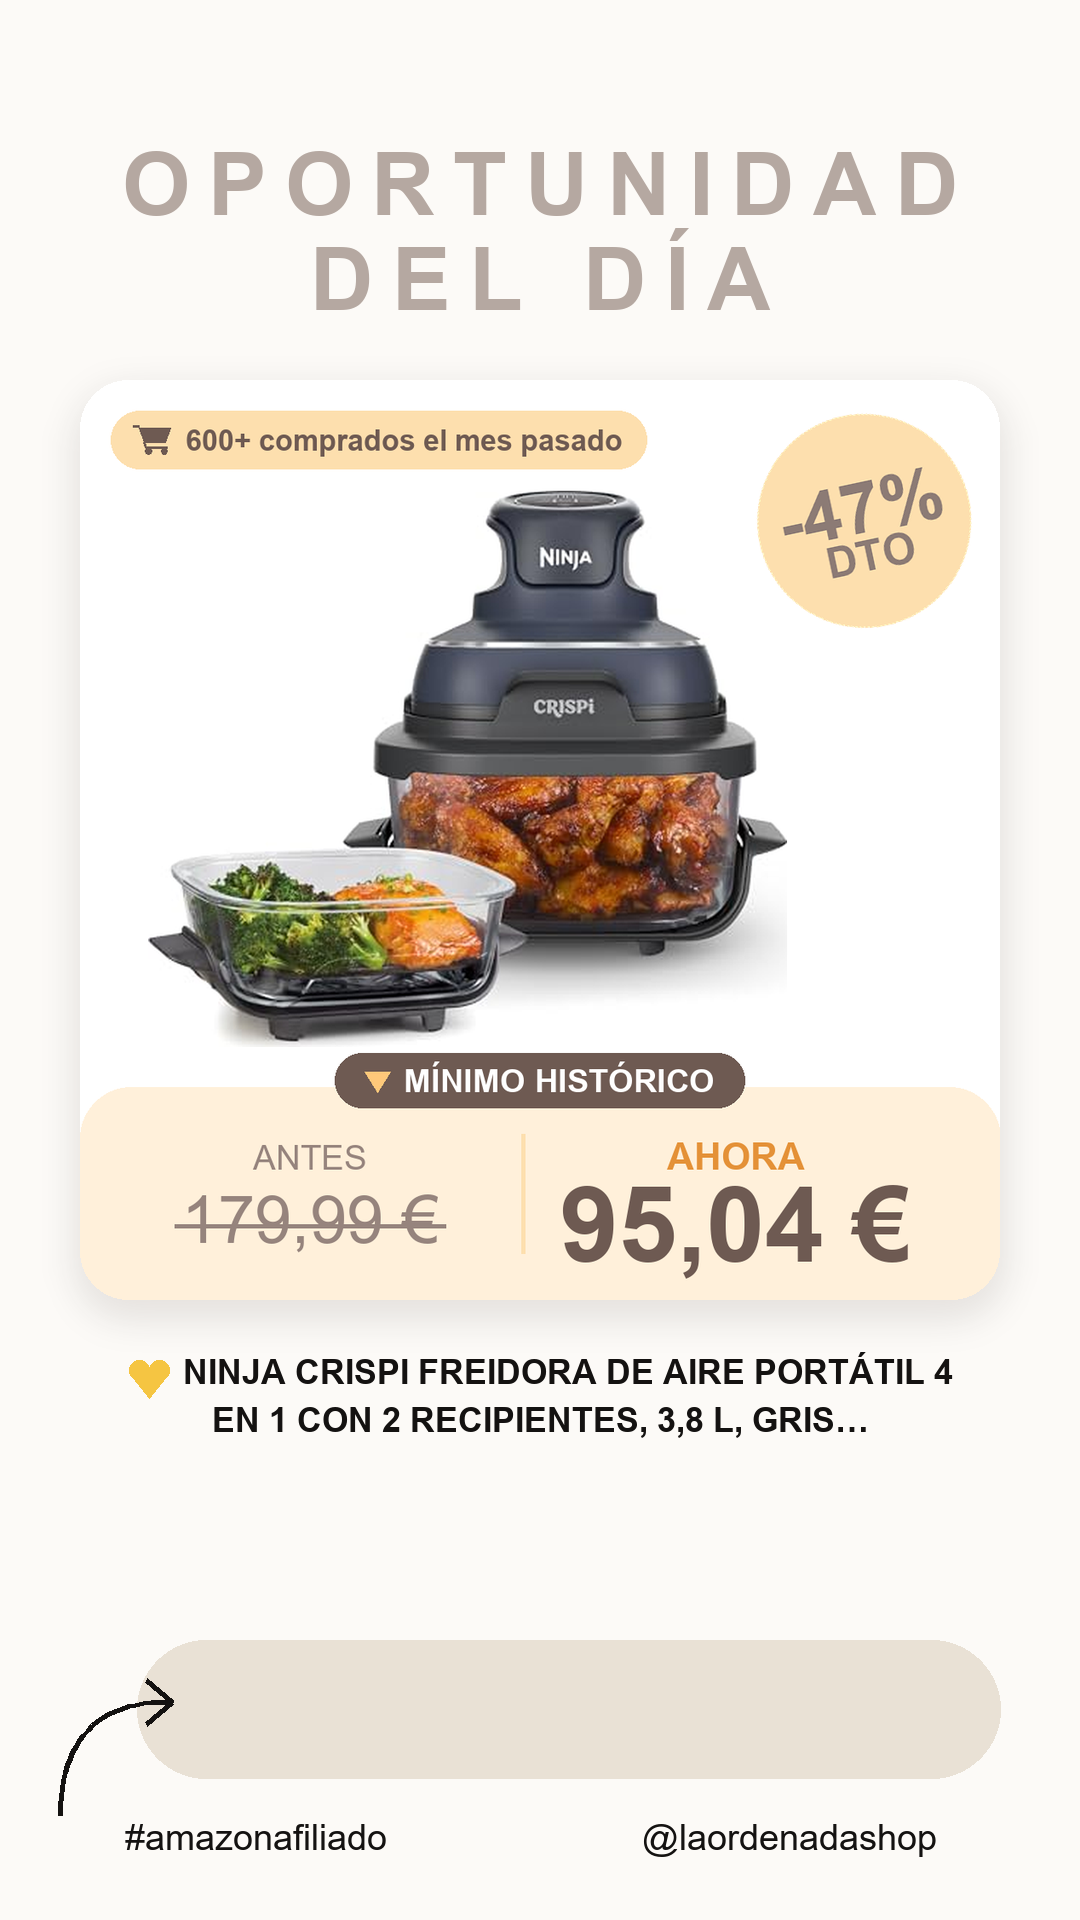 OPORTUNIDAD
DEL DÍA
600+ comprados el mes pasado
-47%
DTO
NINJA
CRISPi
MÍNIMO HISTÓRICO
ANTES
179,99 €
AHORA
95,04 €
NINJA CRISPI FREIDORA DE AIRE PORTÁTIL 4
EN 1 CON 2 RECIPIENTES, 3,8 L, GRIS...
#amazonafiliado
@laordenadashop